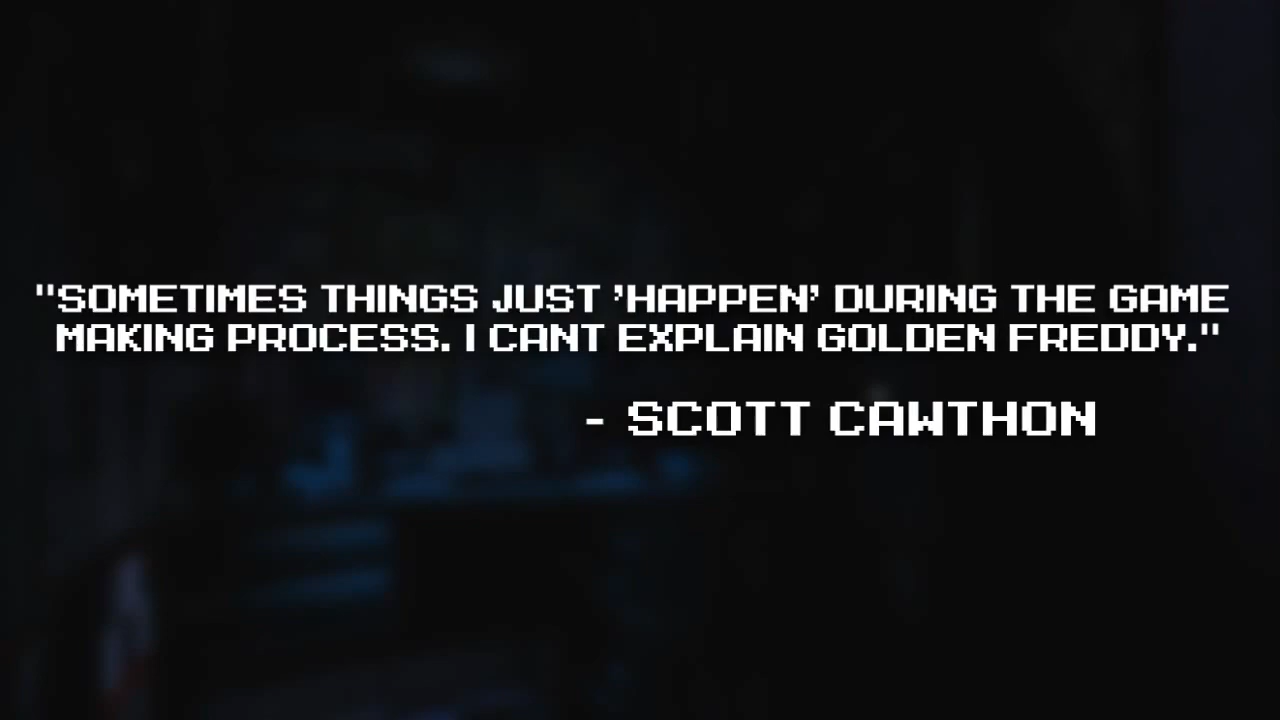 "SOMETIMES THINGS JUST 'HAPPEN' DURING THE GAME
MAKING PROCESS. I CANT EXPLAIN GOLDEN FREDDY."
- SCOTT CAWTHON